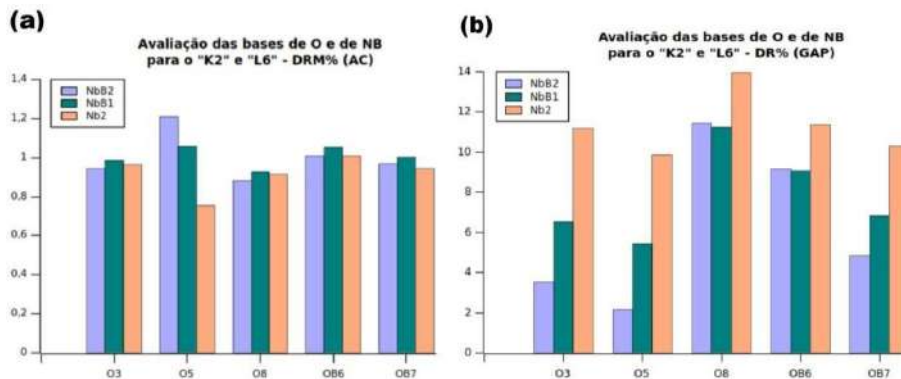 (a)
Avaliação das bases de O e de NB
para o "K2" e "L6" - DRM% (AC)
1,4
1,2
1
0,8
0,6
0,4
0,2
0
NbB2
NbB1
Nb2
O3
O5
O8
OB6
OB7
(b)
Avaliação das bases de O e de NB
para o "K2" e "L6" - DR% (GAP)
14
12
10
8
6
4
2
0
NbB2
NbB1
Nb2
O3
O5
O8
OB6
OB7